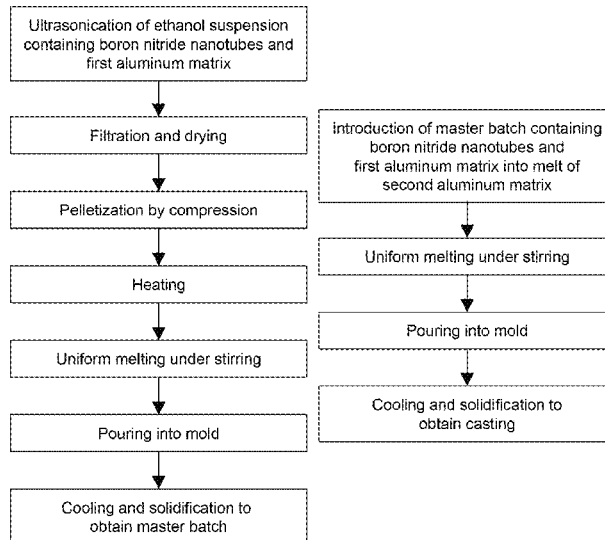 Ultrasonication of ethanol suspension
containing boron nitride nanotubes and
first aluminum matrix
Filtration and drying
Pelletization by compression
Heating
Uniform melting under stirring
Pouring into mold
Cooling and solidification to
obtain master batch
Introduction of master batch containing
boron nitride nanotubes and
first aluminum matrix into melt of
second aluminum matrix
Uniform melting under stirring
Pouring into mold
Cooling and solidification to
obtain casting